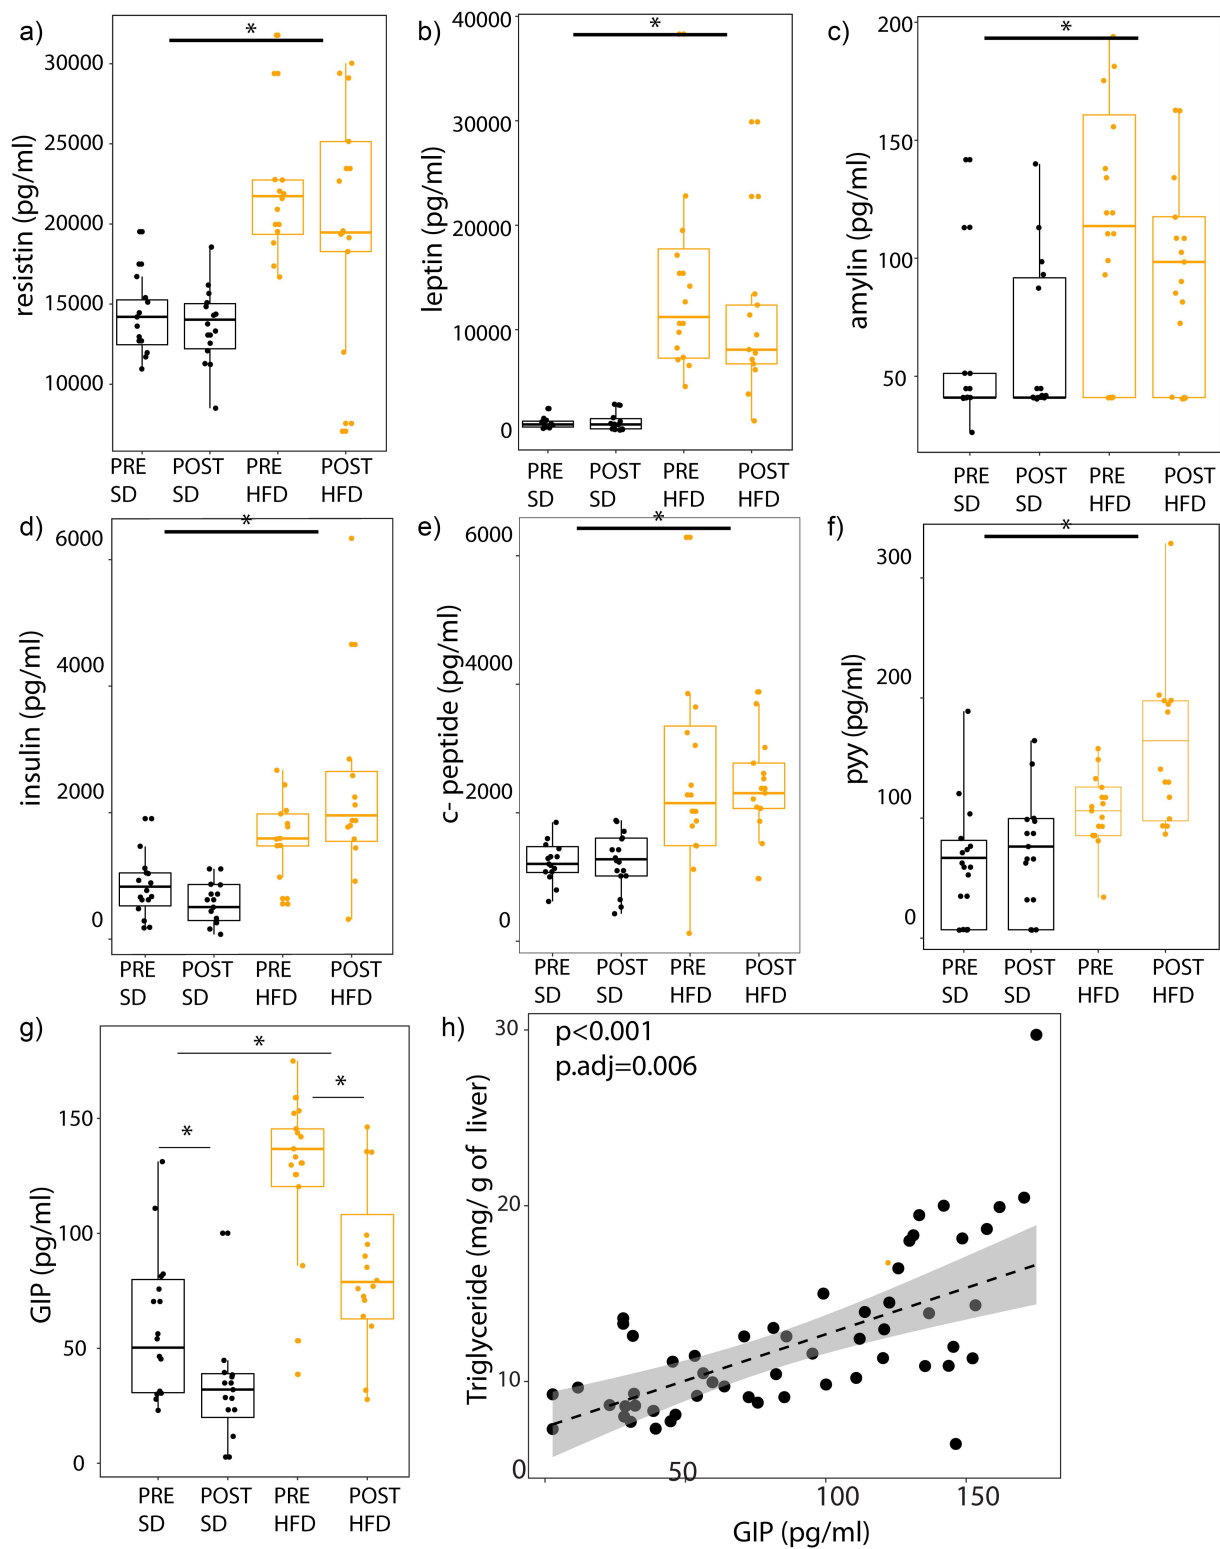 a)
*
resistin (pg/ml)
30000
25000
20000
15000
10000
PRE SD
POST SD
PRE HFD
POST HFD
b)
*
leptin (pg/ml)
40000
30000
20000
10000
0
PRE SD
POST SD
PRE HFD
POST HFD
c)
*
amylin (pg/ml)
200
150
100
50
PRE SD
POST SD
PRE HFD
POST HFD
d)
*
insulin (pg/ml)
6000
4000
2000
0
PRE SD
POST SD
PRE HFD
POST HFD
e)
*
c- peptide (pg/ml)
6000
4000
2000
0
PRE SD
POST SD
PRE HFD
POST HFD
f)
*
pyy (pg/ml)
300
200
100
0
PRE SD
POST SD
PRE HFD
POST HFD
g)
*
*
*
GIP (pg/ml)
150
100
50
0
PRE SD
POST SD
PRE HFD
POST HFD
h)
p<0.001
p.adj=0.006
Triglyceride (mg/ g of liver)
30
20
10
0
50
100
150
GIP (pg/ml)